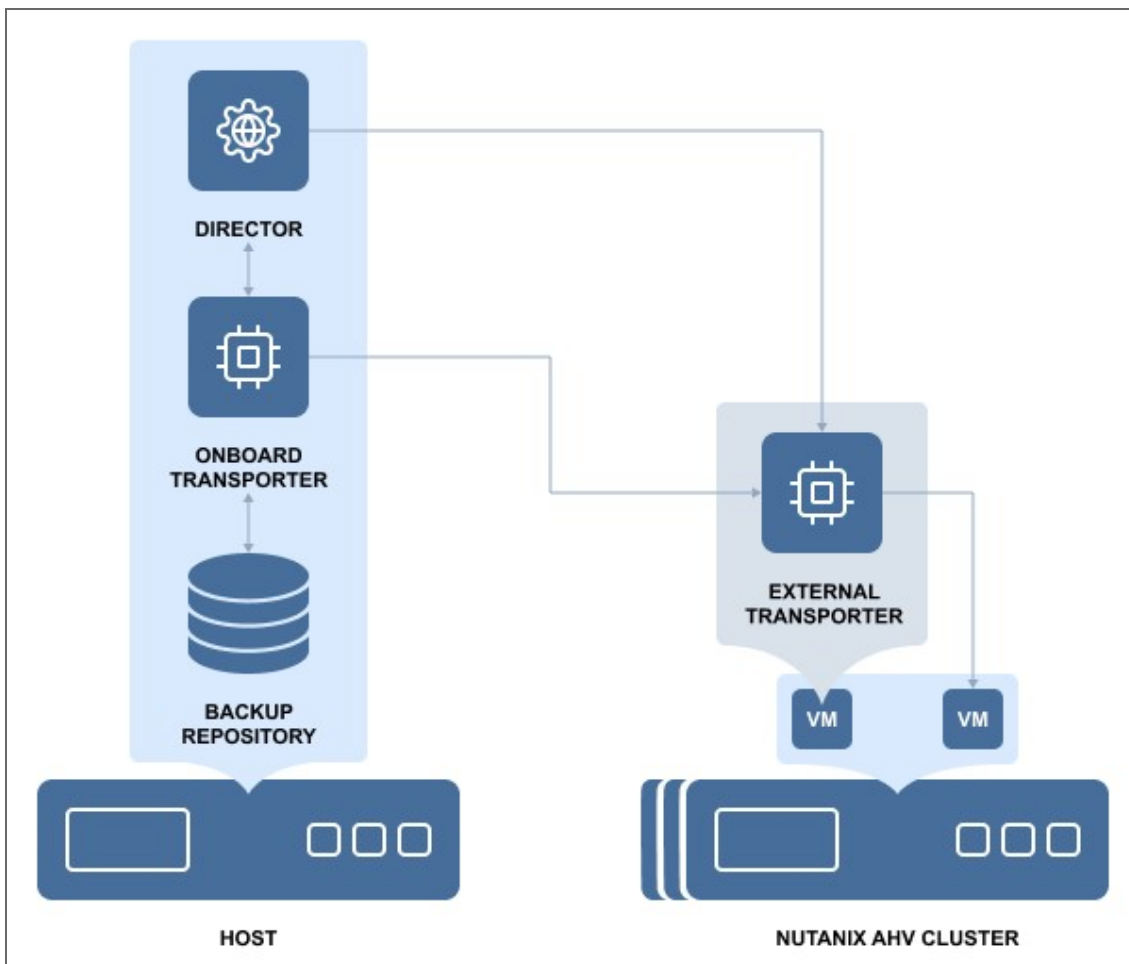 DIRECTOR
ONBOARD
TRANSPORTER
BACKUP
REPOSITORY
EXTERNAL
TRANSPORTER
VM
VM
HOST
NUTANIX AHV CLUSTER